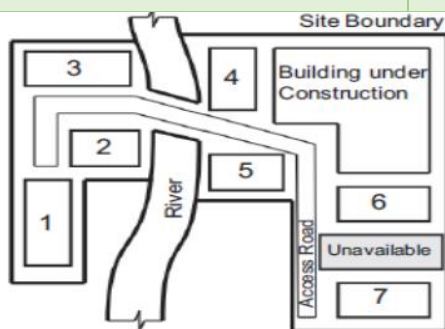 Site Boundary
3
4
Building under
Construction
2
5
1
River
6
Access Road
Unavailable
7